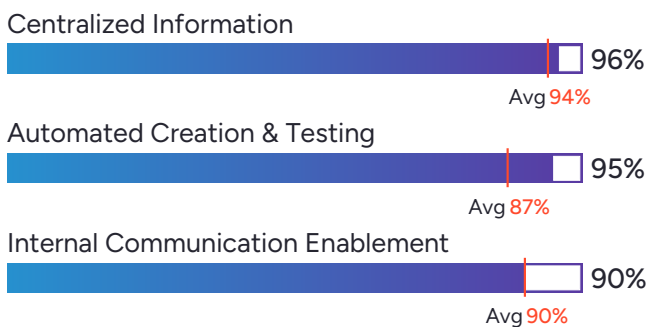 Centralized Information
96%
Avg 94%
Automated Creation & Testing
95%
Avg 87%
Internal Communication Enablement
90%
Avg 90%